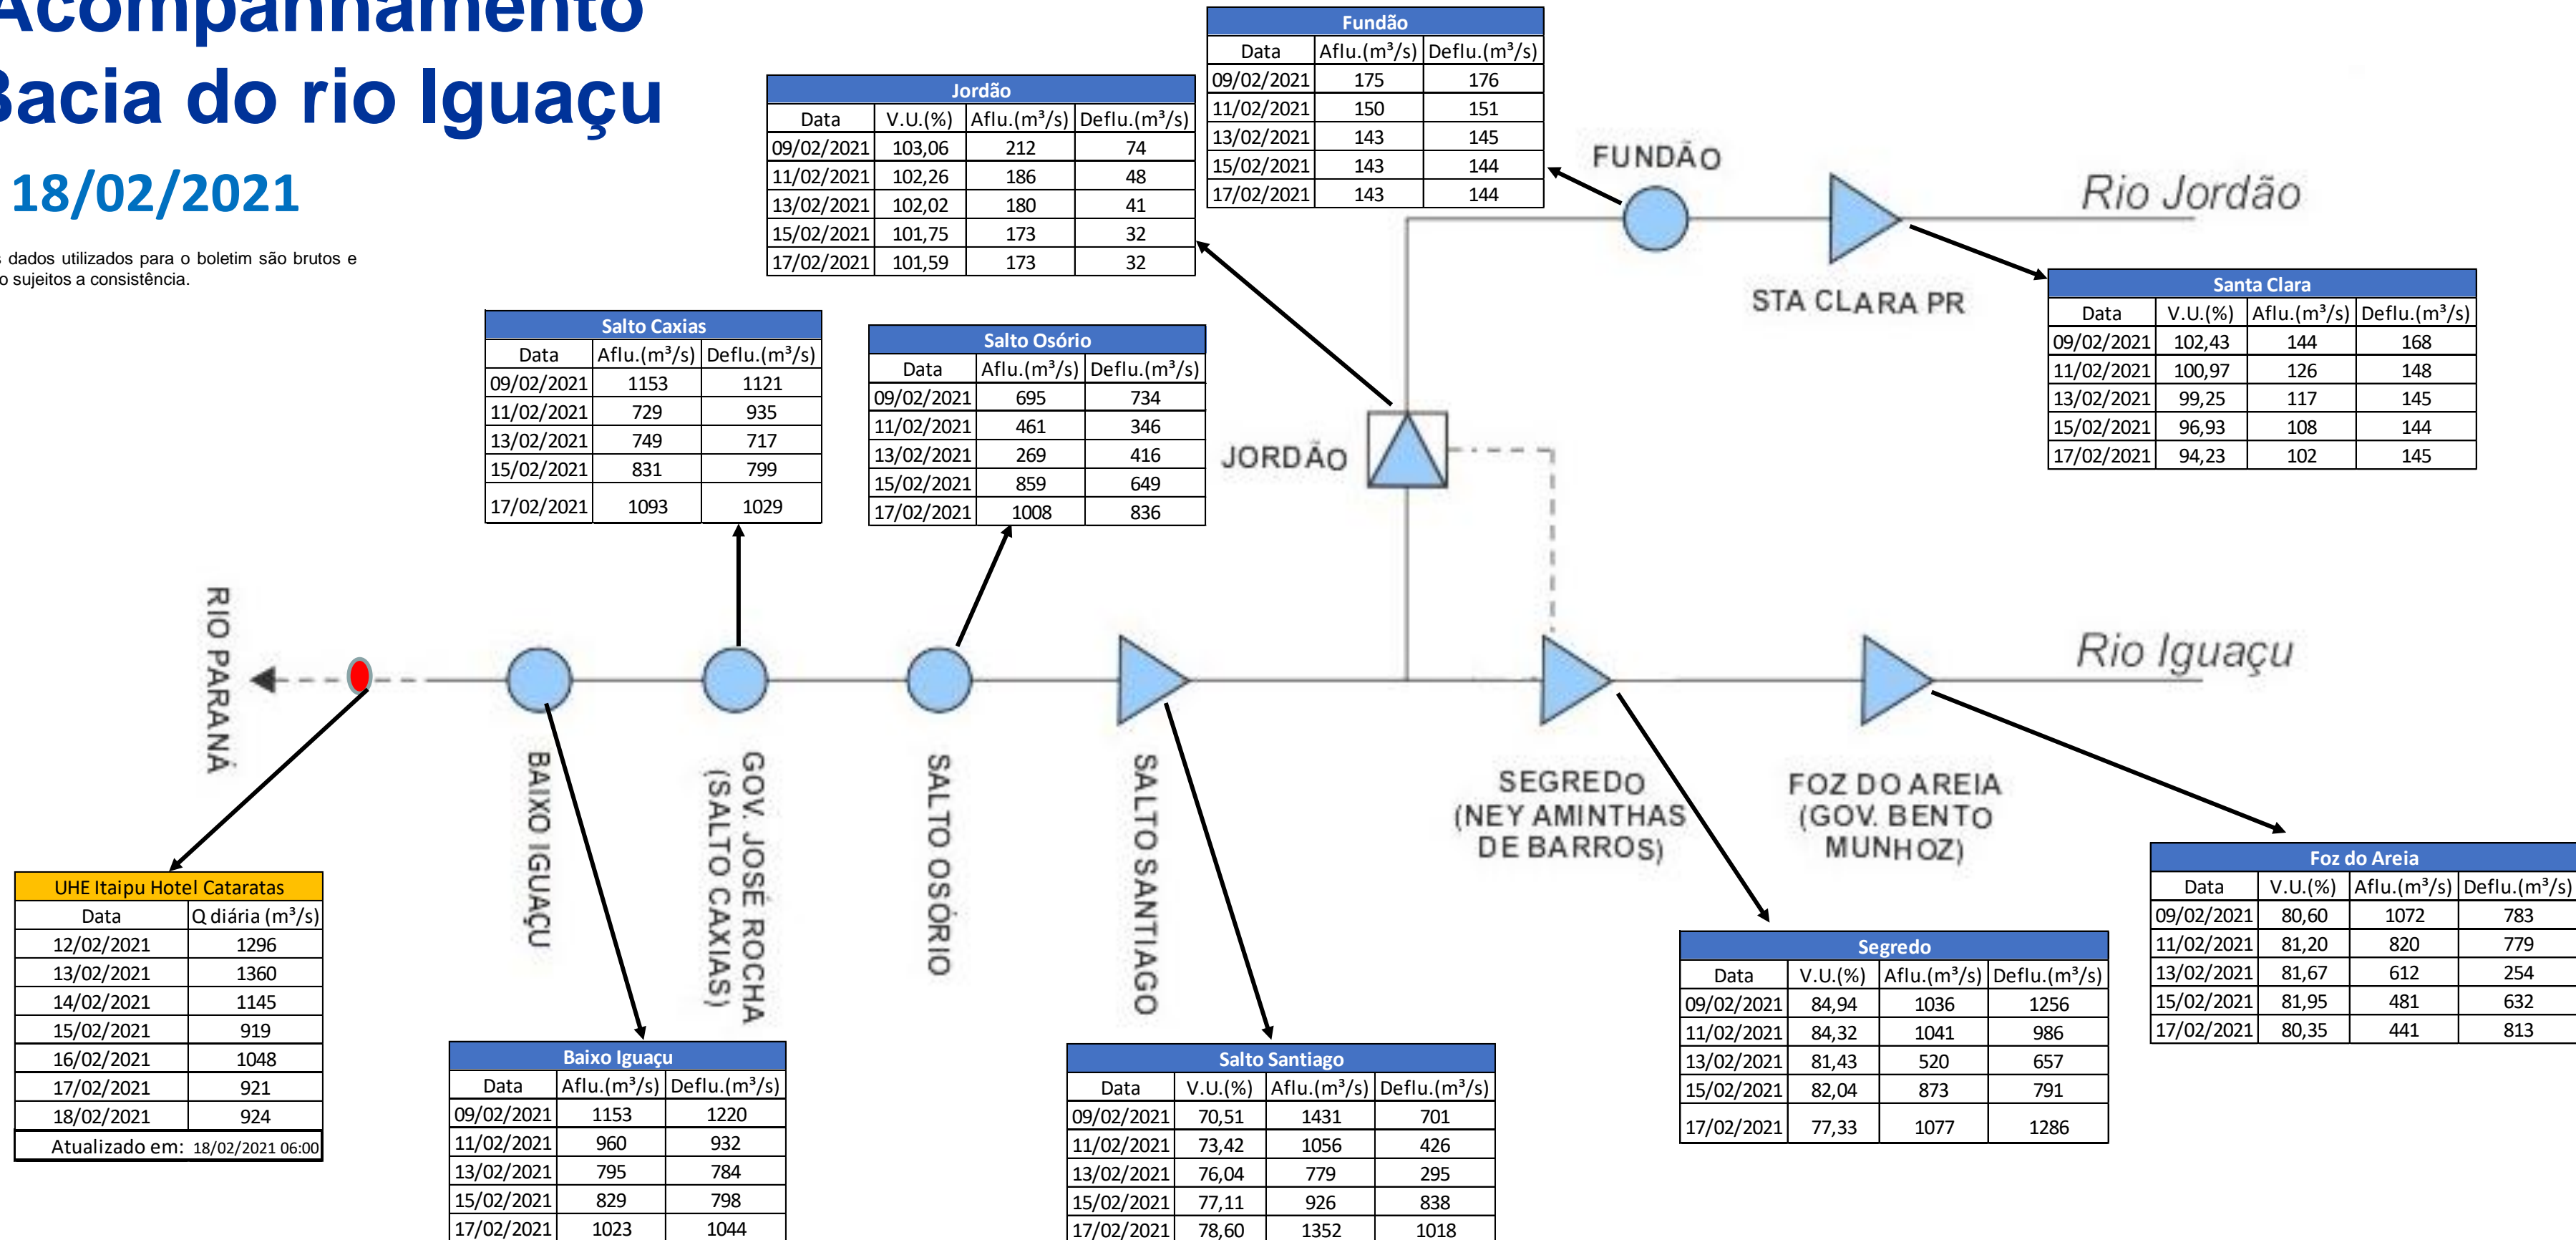 Acompanhamento
Bacia do rio Iguaçu
18/02/2021
dados utilizados para o boletim são brutos e
sujeitos a consistência.
Fundão
Data Aflu.(m³/s) Deflu.(m³/s)
09/02/2021 175 176
11/02/2021 150 151
13/02/2021 143 145
15/02/2021 143 144
17/02/2021 143 144
Jordão
Data V.U.(%) Aflu.(m³/s) Deflu.(m³/s)
09/02/2021 103,06 212 74
11/02/2021 102,26 186 48
13/02/2021 102,02 180 41
15/02/2021 101,75 173 32
17/02/2021 101,59 173 32
FUNDÃO
Rio Jordão
STA CLARA PR
Santa Clara
Data V.U.(%) Aflu.(m³/s) Deflu.(m³/s)
09/02/2021 102,43 144 168
11/02/2021 100,97 126 148
13/02/2021 99,25 117 145
15/02/2021 96,93 108 144
17/02/2021 94,23 102 145
Salto Caxias
Data Aflu.(m³/s) Deflu.(m³/s)
09/02/2021 1153 1121
11/02/2021 729 935
13/02/2021 749 717
15/02/2021 831 799
17/02/2021 1093 1029
Salto Osório
Data Aflu.(m³/s) Deflu.(m³/s)
09/02/2021 695 734
11/02/2021 461 346
13/02/2021 269 416
15/02/2021 859 649
17/02/2021 1008 836
JORDÃO
RIO PARANÁ
Rio Iguaçu
BAIXO IGUAÇU
GOV. JOSÉ ROCHA
(SALTO CAXIAS)
SALTO OSÓRIO
SALTO SANTIAGO
SEGREDO
(NEY AMINTHAS
DE BARROS)
FOZ DO AREIA
(GOV. BENTO
MUNHOZ)
UHE Itaipu Hotel Cataratas
Data Q diária (m³/s)
12/02/2021 1296
13/02/2021 1360
14/02/2021 1145
15/02/2021 919
16/02/2021 1048
17/02/2021 921
18/02/2021 924
Atualizado em: 18/02/2021 06:00
Baixo Iguaçu
Data Aflu.(m³/s) Deflu.(m³/s)
09/02/2021 1153 1220
11/02/2021 960 932
13/02/2021 795 784
15/02/2021 829 798
17/02/2021 1023 1044
Salto Santiago
Data V.U.(%) Aflu.(m³/s) Deflu.(m³/s)
09/02/2021 70,51 1431 701
11/02/2021 73,42 1056 426
13/02/2021 76,04 779 295
15/02/2021 77,11 926 838
17/02/2021 78,60 1352 1018
Segredo
Data V.U.(%) Aflu.(m³/s) Deflu.(m³/s)
09/02/2021 84,94 1036 1256
11/02/2021 84,32 1041 986
13/02/2021 81,43 520 657
15/02/2021 82,04 873 791
17/02/2021 77,33 1077 1286
Foz do Areia
Data V.U.(%) Aflu.(m³/s) Deflu.(m³/s)
09/02/2021 80,60 1072 783
11/02/2021 81,20 820 779
13/02/2021 81,67 612 254
15/02/2021 81,95 481 632
17/02/2021 80,35 441 813